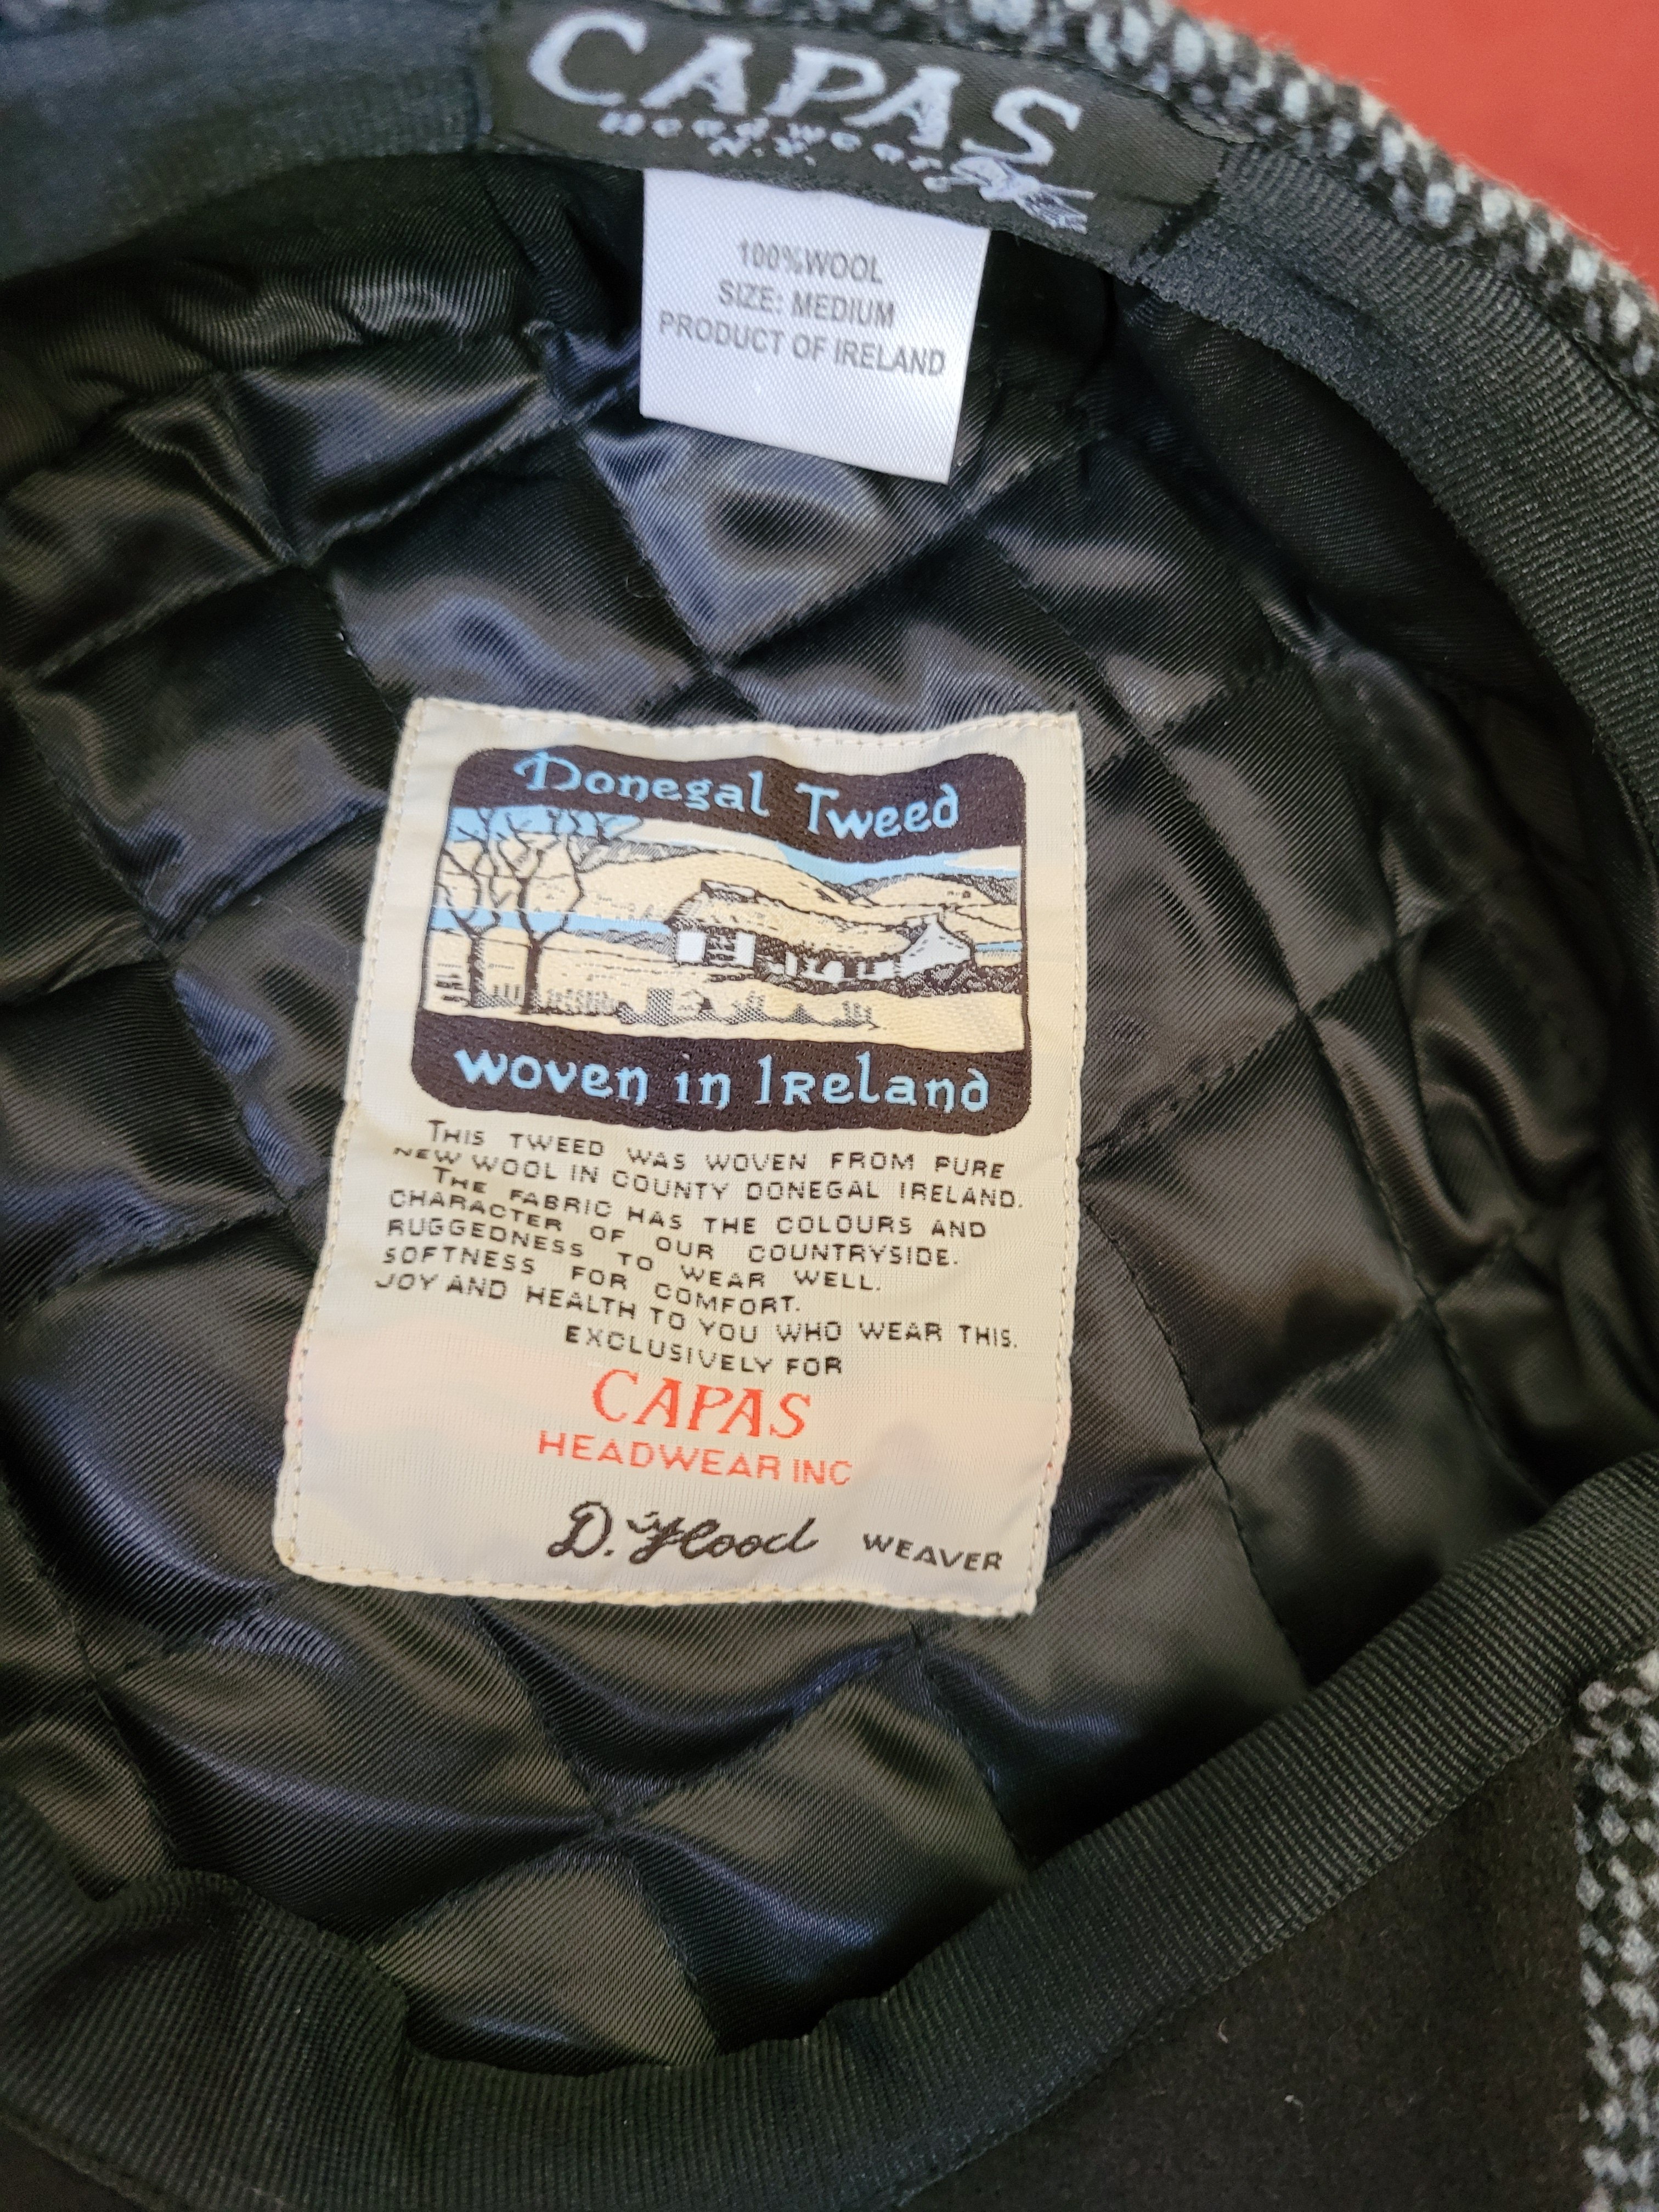 CAPAS
Headwear
N.Y.
100%WOOL
SIZE: MEDIUM
PRODUCT OF IRELAND
Donegal Tweed
woven in Ireland
THIS TWEED WAS WOVEN FROM PURE
NEW WOOL IN COUNTY DONEGAL IRELAND.
THE FABRIC HAS THE COLOURS AND
CHARACTER OF OUR COUNTRYSIDE.
RUGGEDNESS TO WEAR WELL.
SOFTNESS FOR COMFORT.
JOY AND HEALTH TO YOU WHO WEAR THIS.
EXCLUSIVELY FOR
CAPAS
HEADWEAR INC
D. Flood WEAVER